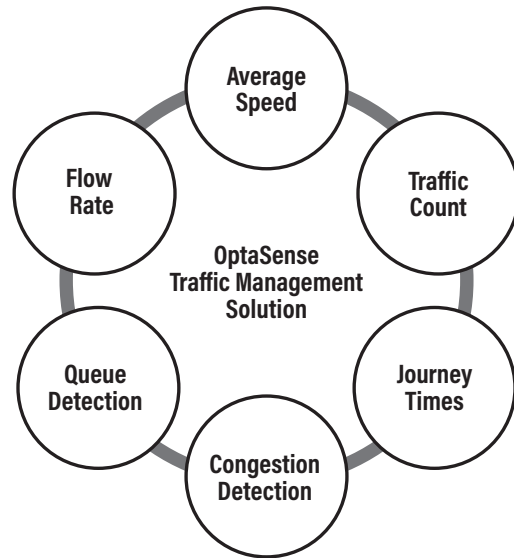 Average
Speed
Flow
Rate
Traffic
Count
OptaSense
Traffic Management
Solution
Queue
Detection
Journey
Times
Congestion
Detection